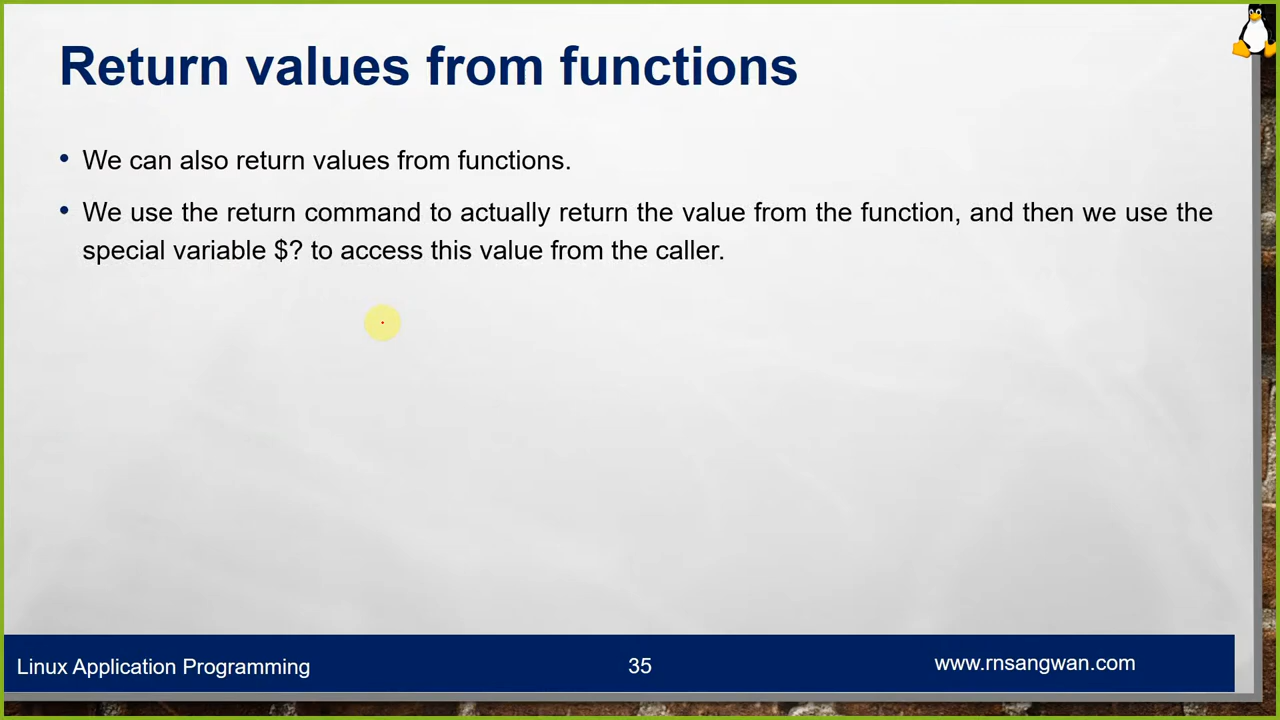 Return values from functions
• We can also return values from functions.
• We use the return command to actually return the value from the function, and then we use the
special variable $? to access this value from the caller.
Linux Application Programming
35
www.rnsangwan.com